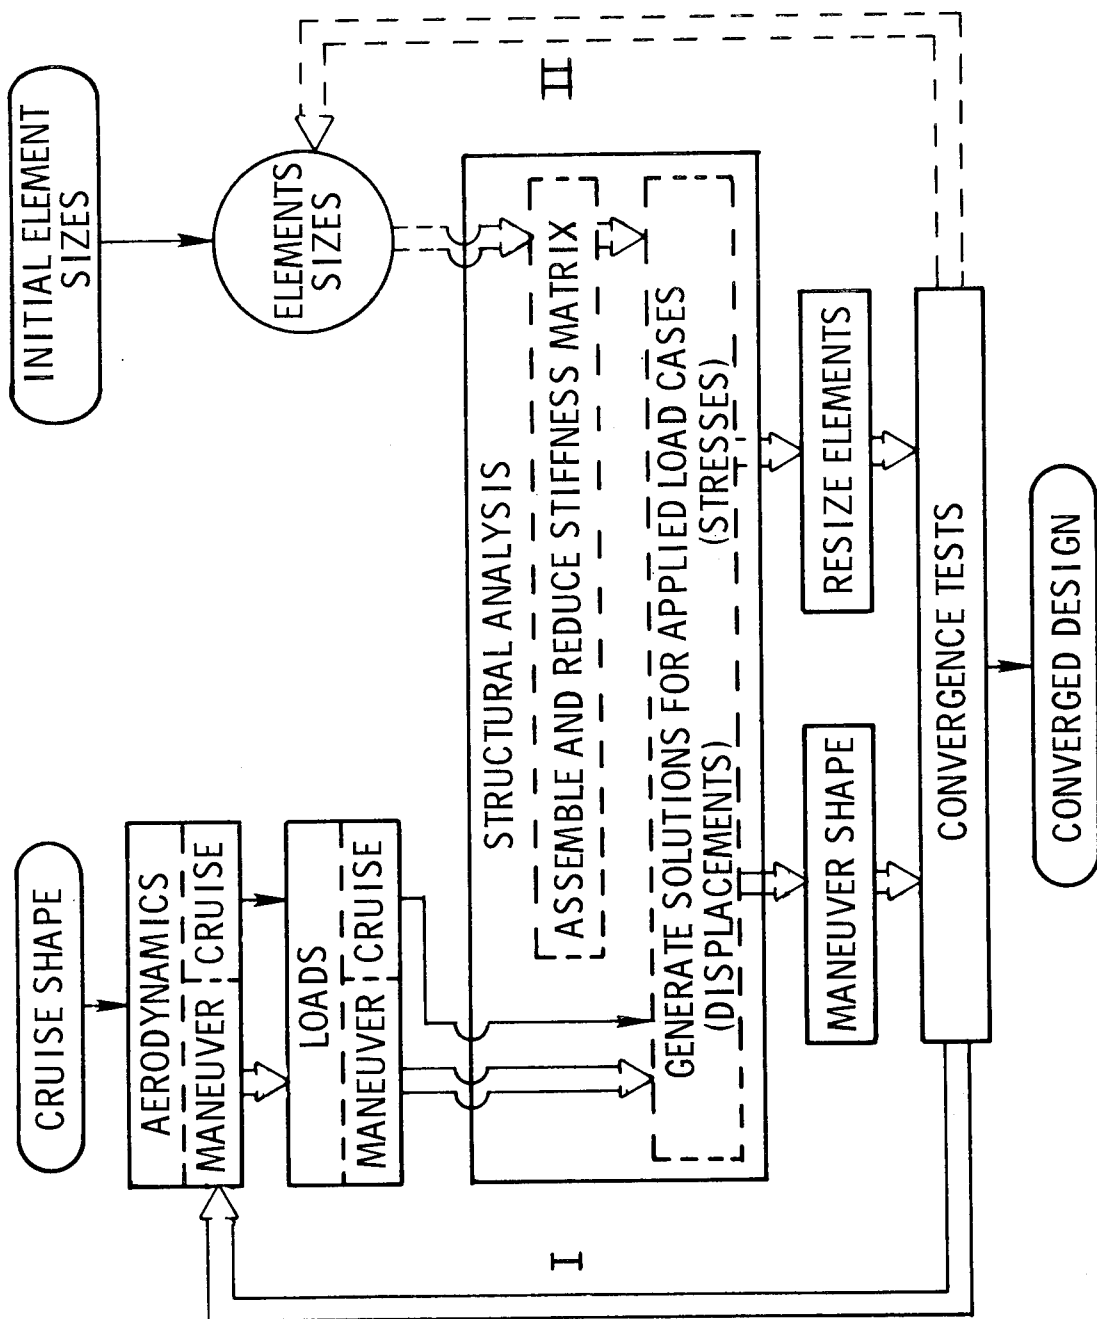 CRUISE SHAPE
AERODYNAMICS
MANEUVER CRUISE
LOADS
MANEUVER CRUISE
I
INITIAL ELEMENT
SIZES
ELEMENTS
SIZES
II
STRUCTURAL ANALYSIS
ASSEMBLE AND REDUCE STIFFNESS MATRIX
GENERATE SOLUTIONS FOR APPLIED LOAD CASES
(DISPLACEMENTS) (STRESSES)
MANEUVER SHAPE
RESIZE ELEMENTS
CONVERGENCE TESTS
CONVERGED DESIGN